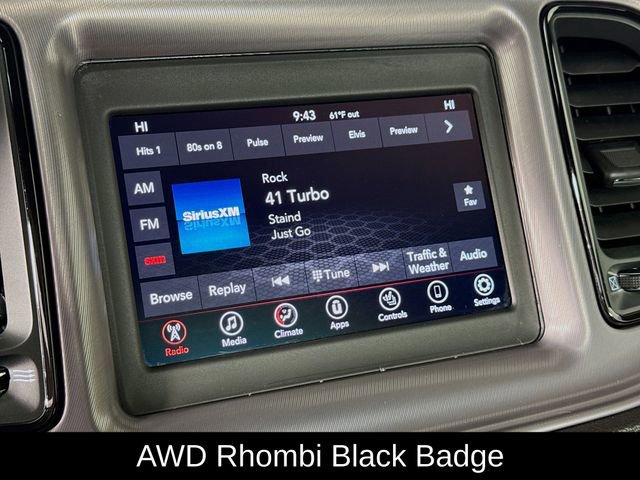 HI 9:43 61°F out HI
Hits 1 80s on 8 Pulse Preview Elvis Preview
AM
FM
SXM
SiriusXM
Rock
41 Turbo
Staind
Just Go
Fav
Browse Replay Tune Traffic & Weather Audio
Radio Media Climate Apps Controls Phone Settings
AWD Rhombi Black Badge